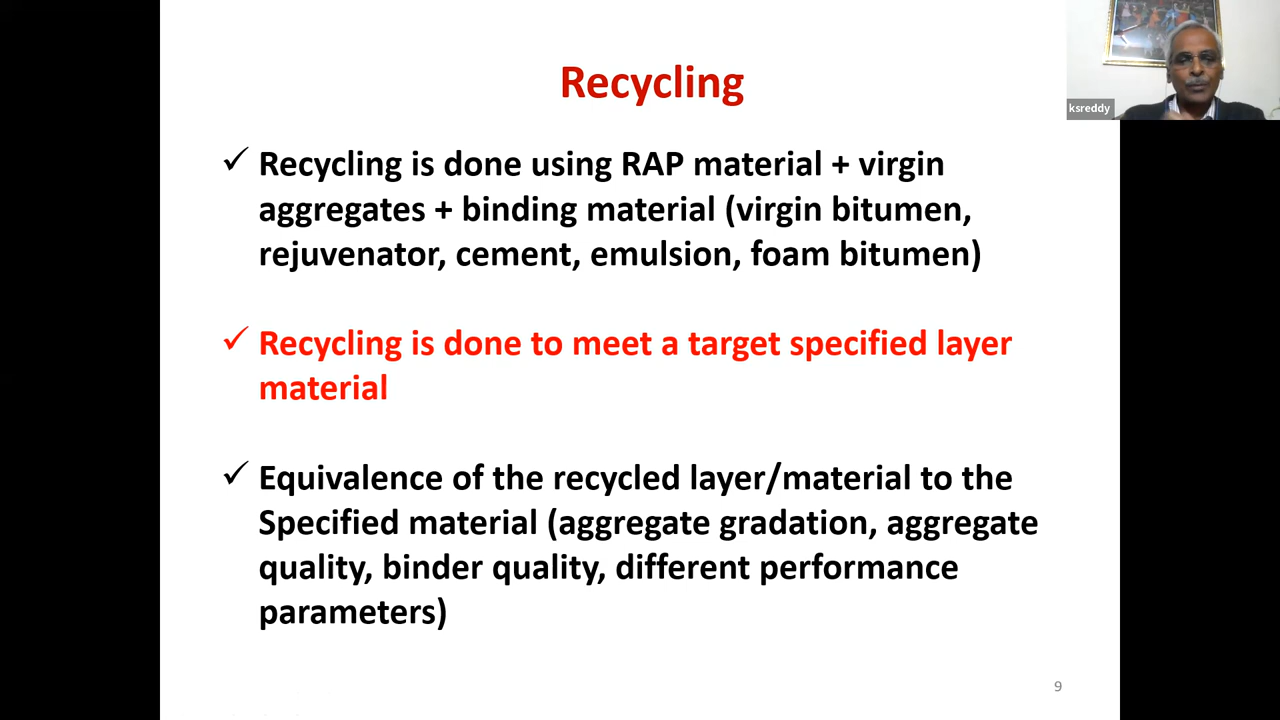 Recycling
ksreddy
✓ Recycling is done using RAP material + virgin
aggregates + binding material (virgin bitumen,
rejuvenator, cement, emulsion, foam bitumen)
✓ Recycling is done to meet a target specified layer
material
✓ Equivalence of the recycled layer/material to the
Specified material (aggregate gradation, aggregate
quality, binder quality, different performance
parameters)
9